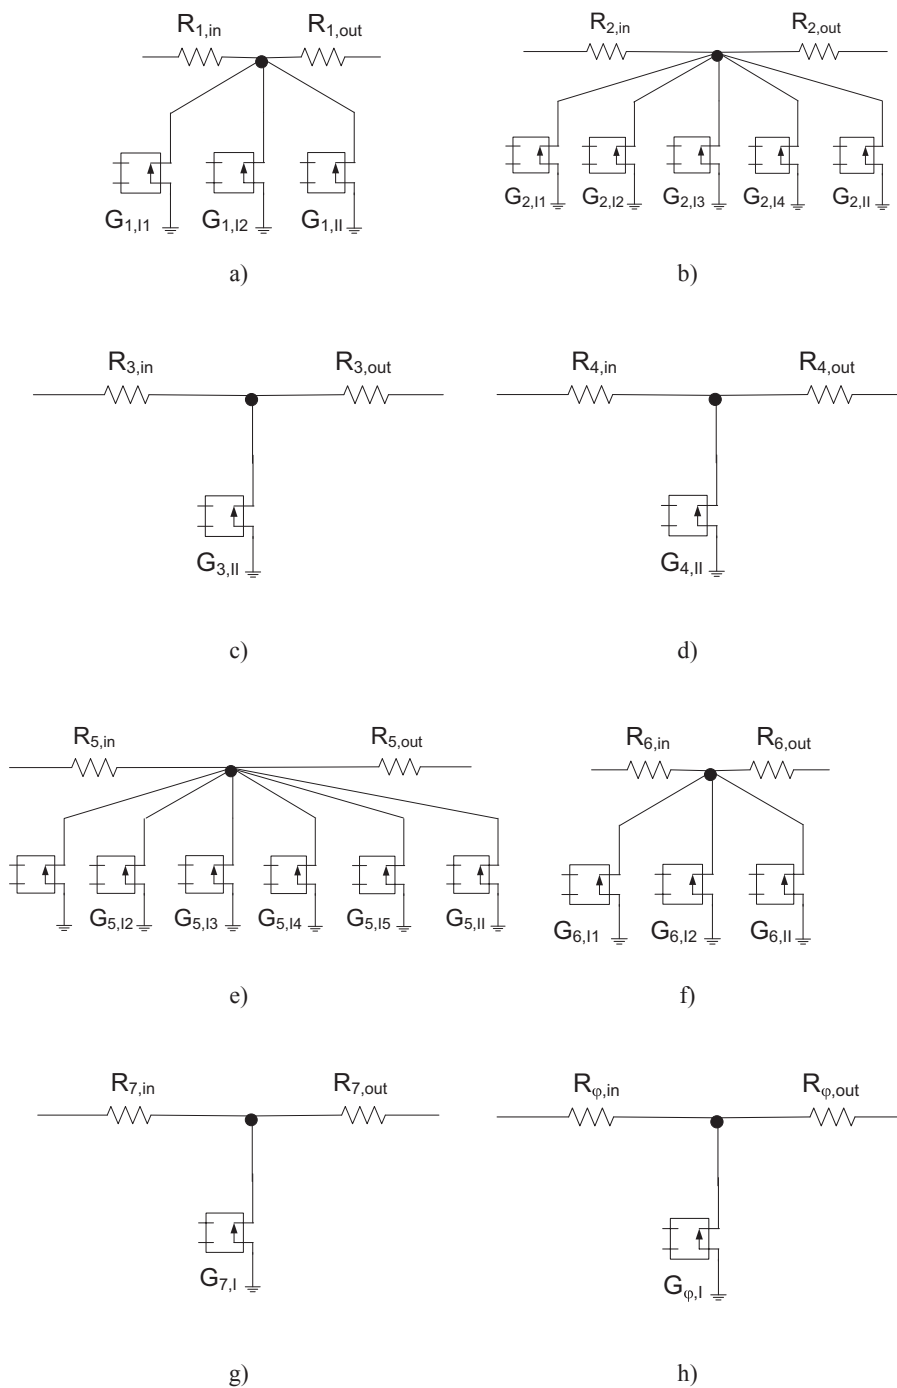 R1,in R1,out
G1,I1 G1,I2 G1,II
a)
R2,in R2,out
G2,I1 G2,I2 G2,I3 G2,I4 G2,II
b)
R3,in R3,out
G3,II
c)
R4,in R4,out
G4,II
d)
R5,in R5,out
G5,I2 G5,I3 G5,I4 G5,I5 G5,II
e)
R6,in R6,out
G6,I1 G6,I2 G6,II
f)
R7,in R7,out
G7,I
g)
Rφ,in Rφ,out
Gφ,I
h)